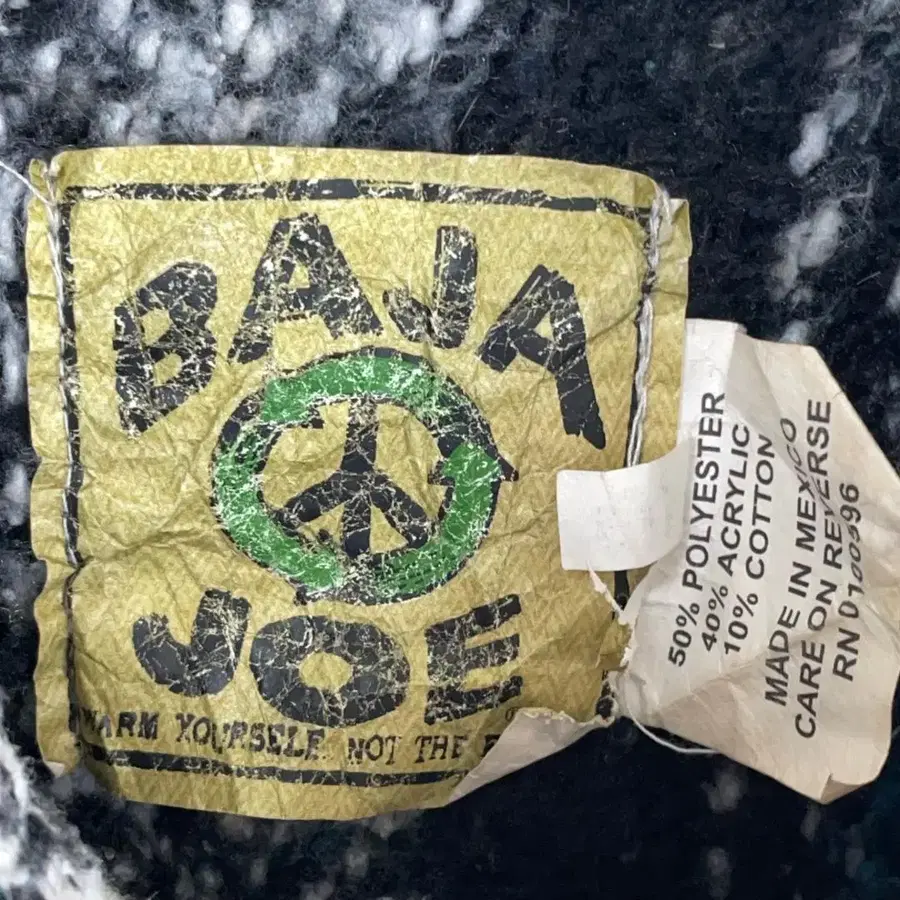 BAJA
JOE
WARM YOURSELF NOT THE
50% POLYESTER
40% ACRYLIC
10% COTTON
MADE IN MEXICO
CARE ON REVERSE
RN D100596